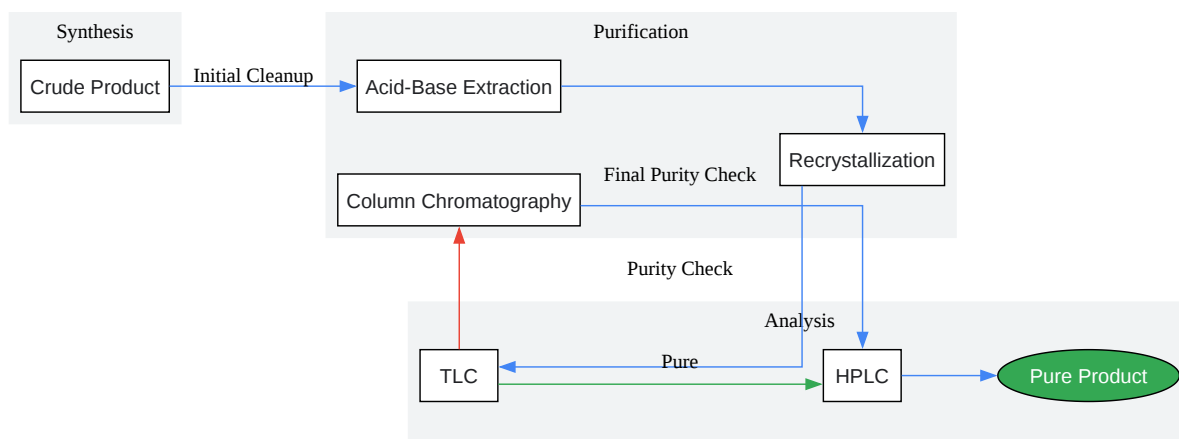 Synthesis
Purification
Crude Product
Initial Cleanup
Acid-Base Extraction
Recrystallization
Final Purity Check
Column Chromatography
Purity Check
Analysis
TLC
Pure
HPLC
Pure Product